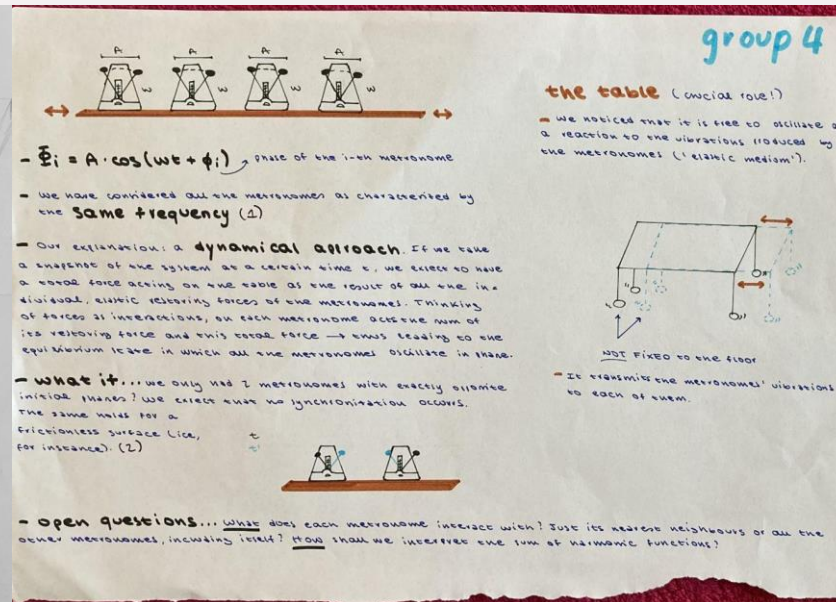 group 4
A A A A
ω ω ω ω
- Φi = A·cos(ωt + ϕi) phase of the i-th metronome
- we have considered all the metronomes as characterised by
the same frequency (1)
- Our explanation: a dynamical approach. If we take
a snapshot of the system at a certain time t, we expect to have
a total force acting on the table as the result of all the in-
dividual, elastic restoring forces of the metronomes. Thinking
of forces as interactions, on each metronome acts the sum of
its restoring force and this total force → thus leading to the
equilibrium state in which all the metronomes oscillate in phase.
- what if... we only had 2 metronomes with exactly opposite
initial phases? We expect that no synchronization occurs.
The same holds for a
frictionless surface (ice,
for instance). (2)
t
t'
the table (crucial role!)
- we noticed that it is free to oscillate
a reaction to the vibrations produced by
the metronomes ('elastic medium').
NOT FIXED to the floor
- It transmits the metronomes' vibrations
to each of them.
- open questions... What does each metronome interact with? Just its nearest neighbours or all the
other metronomes, including itself? How shall we interpret the sum of harmonic functions?